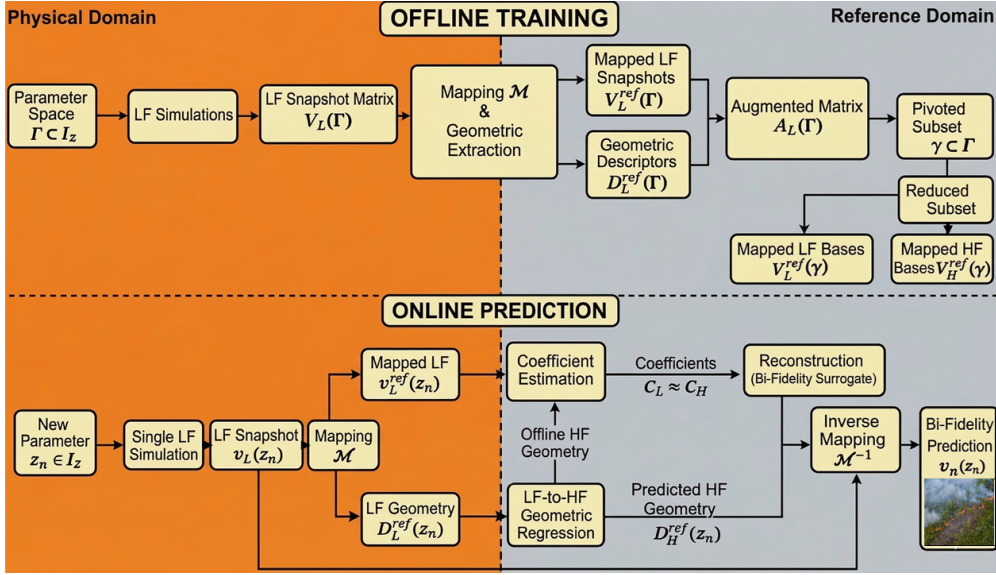 Physical Domain
OFFLINE TRAINING
Reference Domain
Parameter
Space
Γ ⊂ I_z
LF Simulations
LF Snapshot Matrix
V_L(Γ)
Mapping ℳ
&
Geometric
Extraction
Mapped LF
Snapshots
V_L^{ref}(Γ)
Geometric
Descriptors
D_L^{ref}(Γ)
Augmented Matrix
A_L(Γ)
Pivoted
Subset
γ ⊂ Γ
Reduced
Subset
Mapped LF Bases
V_L^{ref}(γ)
Mapped HF
Bases V_H^{ref}(γ)
ONLINE PREDICTION
New
Parameter
z_n ∈ I_z
Single LF
Simulation
LF Snapshot
v_L(z_n)
Mapping
ℳ
Mapped LF
v_L^{ref}(z_n)
LF Geometry
D_L^{ref}(z_n)
Coefficient
Estimation
Offline HF
Geometry
LF-to-HF
Geometric
Regression
Coefficients
C_L ≈ C_H
Predicted HF
Geometry
D_H^{ref}(z_n)
Reconstruction
(Bi-Fidelity Surrogate)
Inverse
Mapping
ℳ^{-1}
Bi-Fidelity
Prediction
v_n(z_n)